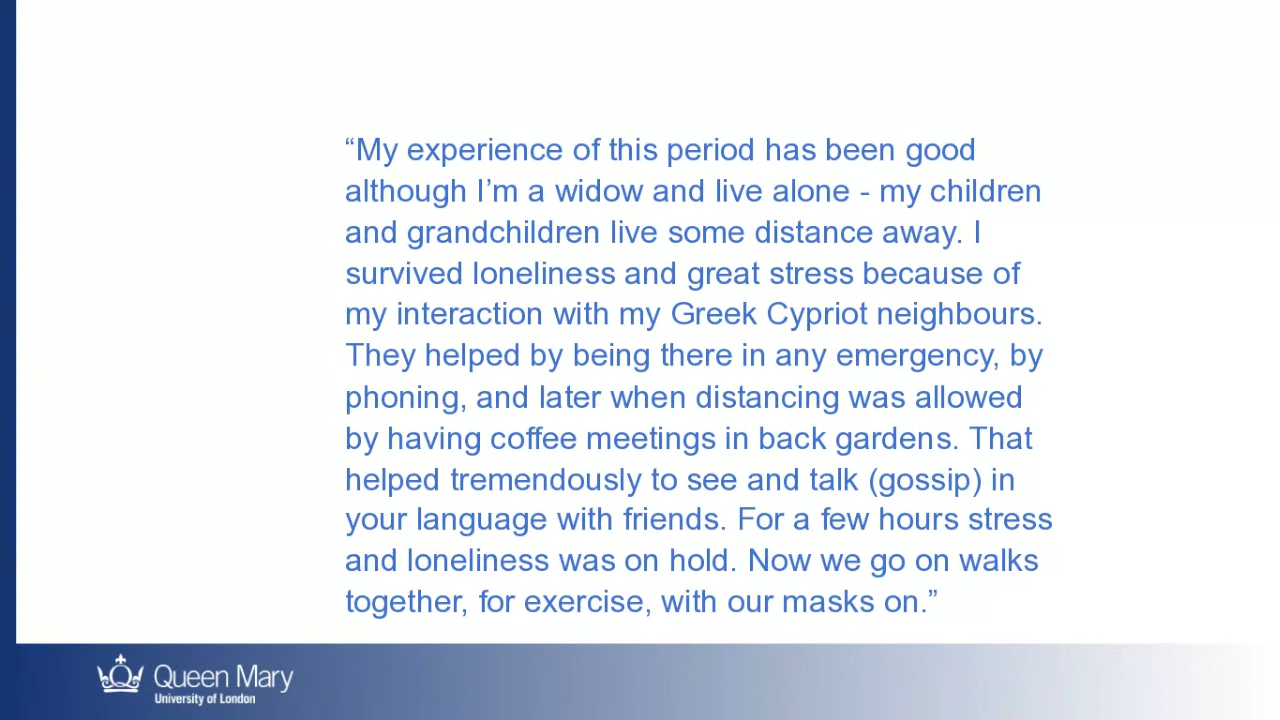 “My experience of this period has been good
although I’m a widow and live alone - my children
and grandchildren live some distance away. I
survived loneliness and great stress because of
my interaction with my Greek Cypriot neighbours.
They helped by being there in any emergency, by
phoning, and later when distancing was allowed
by having coffee meetings in back gardens. That
helped tremendously to see and talk (gossip) in
your language with friends. For a few hours stress
and loneliness was on hold. Now we go on walks
together, for exercise, with our masks on.”
Queen Mary
University of London